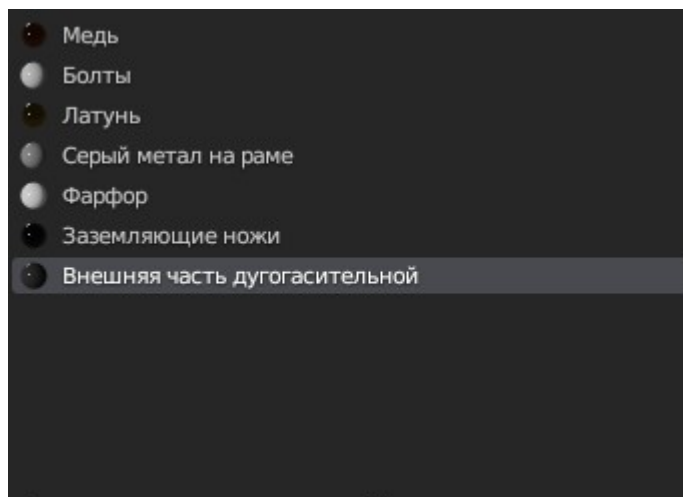 Медь
Болты
Латунь
Серый метал на раме
Фарфор
Заземляющие ножи
Внешняя часть дугогасительной